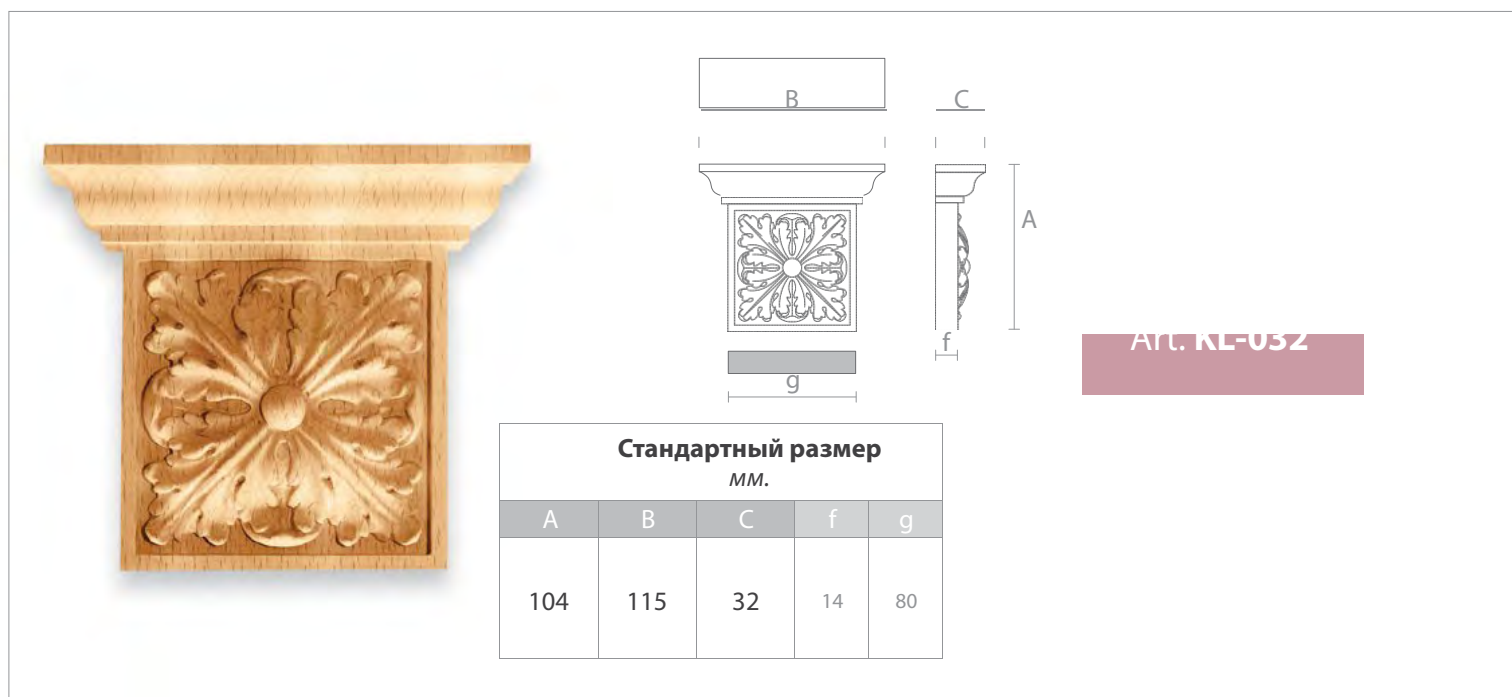 B
C
A
f
g
Art. KL-032
Стандартный размер
мм.
A B C f g
104 115 32 14 80